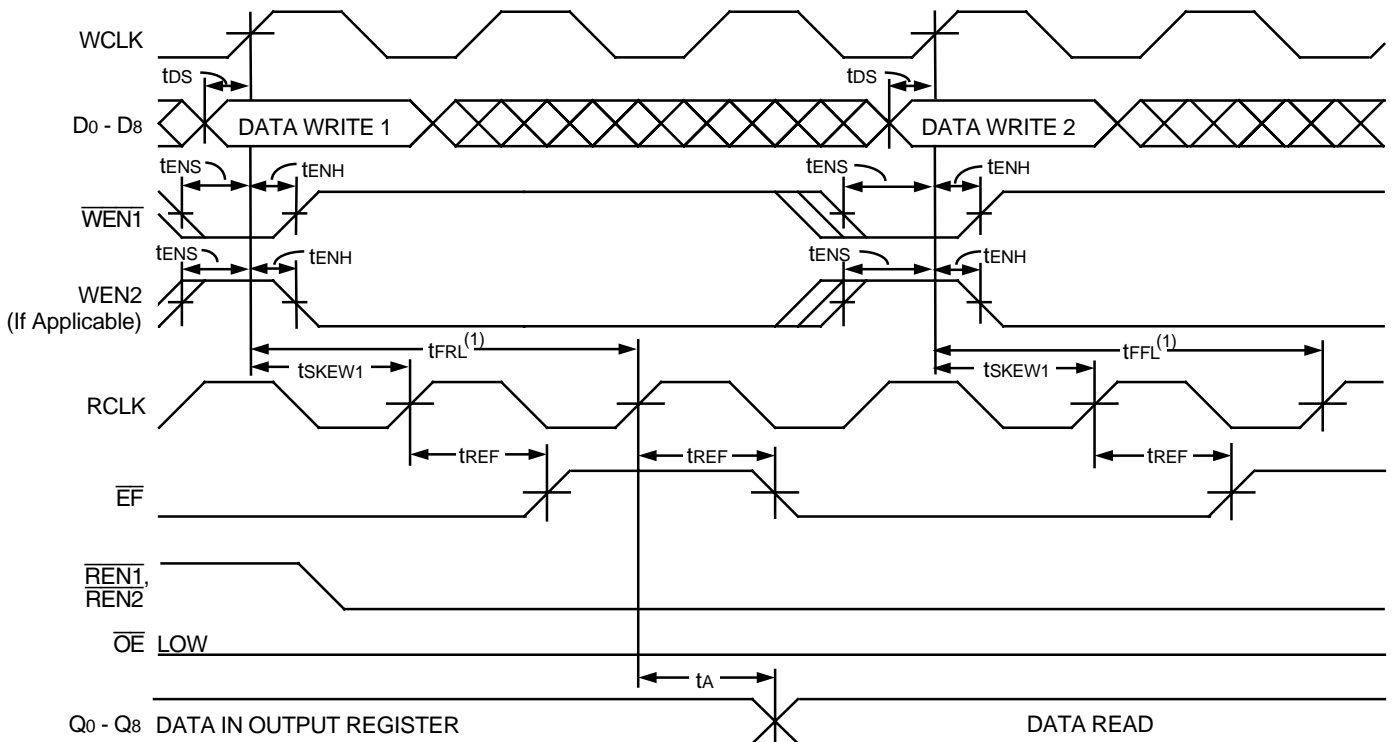 WCLK
tDS
tDS
D0 - D8
DATA WRITE 1
DATA WRITE 2
tENS
tENH
tENS
tENH
WEN1
tENS
tENH
tENS
tENH
WEN2
(If Applicable)
tFRL(1)
tFFL(1)
tSKEW1
tSKEW1
RCLK
tREF
tREF
tREF
EF
REN1,
REN2
OE LOW
tA
Q0 - Q8 DATA IN OUTPUT REGISTER
DATA READ